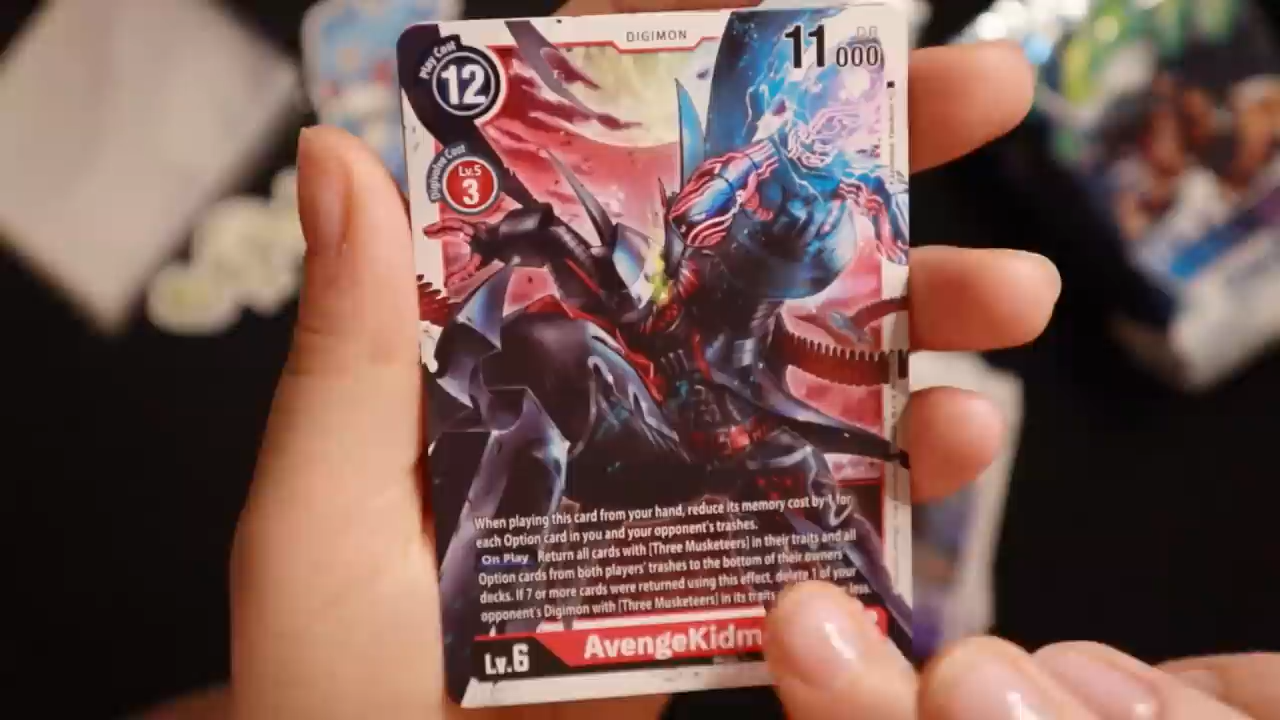 DIGIMON
Play Cost
12
DP
11000
Digivolve Cost
Lv.5
3
When playing this card from your hand, reduce its memory cost by 1 for
each Option card in you and your opponent's trashes.
On Play Return all cards with [Three Musketeers] in their traits and all
Option cards from both players' trashes to the bottom of their owners'
decks. If 7 or more cards were returned using this effect, delete 1 of your
opponent's Digimon with [Three Musketeers] in its traits less.
Lv.6
AvengeKidm